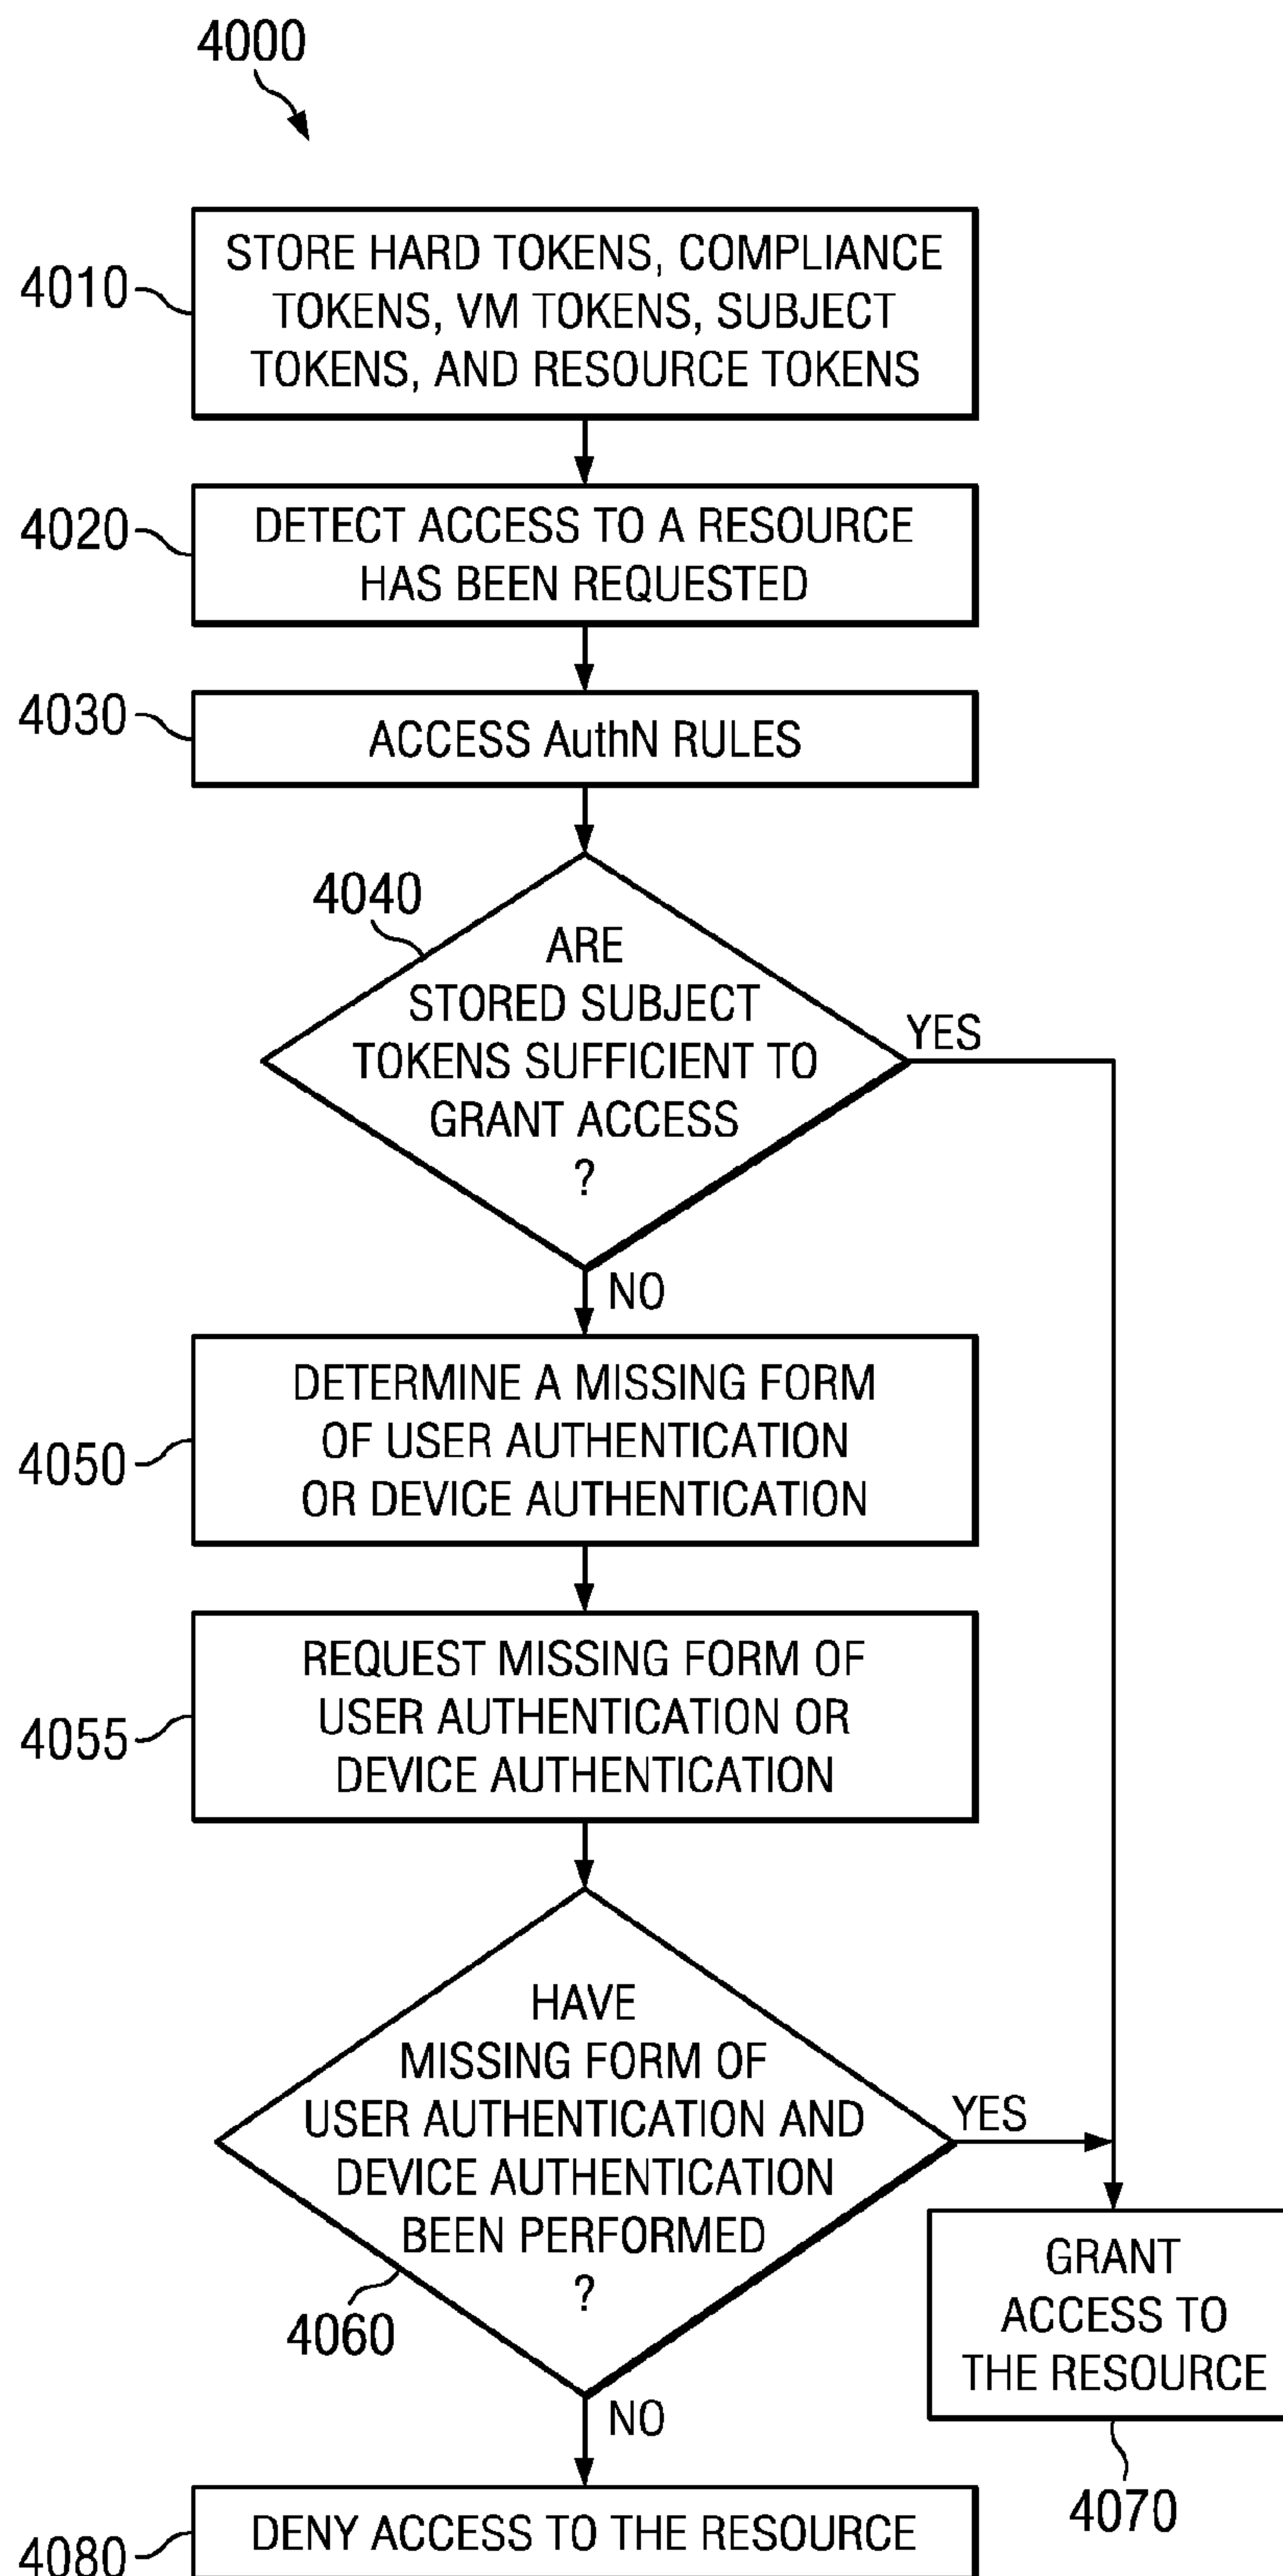 4000
4010
STORE HARD TOKENS, COMPLIANCE
TOKENS, VM TOKENS, SUBJECT
TOKENS, AND RESOURCE TOKENS
4020
DETECT ACCESS TO A RESOURCE
HAS BEEN REQUESTED
4030
ACCESS AuthN RULES
4040
ARE
STORED SUBJECT
TOKENS SUFFICIENT TO
GRANT ACCESS
?
YES
NO
4050
DETERMINE A MISSING FORM
OF USER AUTHENTICATION
OR DEVICE AUTHENTICATION
4055
REQUEST MISSING FORM OF
USER AUTHENTICATION OR
DEVICE AUTHENTICATION
HAVE
MISSING FORM OF
USER AUTHENTICATION AND
DEVICE AUTHENTICATION
BEEN PERFORMED
?
4060
YES
NO
GRANT
ACCESS TO
THE RESOURCE
4070
4080
DENY ACCESS TO THE RESOURCE